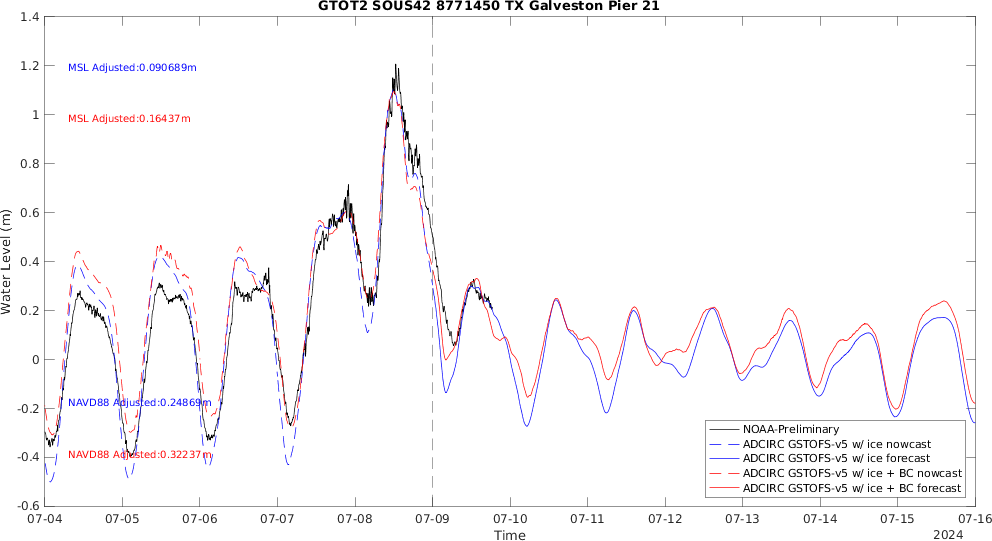 GTOT2 SOUS42 8771450 TX Galveston Pier 21
1.4
1.2
1
0.8
0.6
0.4
0.2
0
-0.2
-0.4
-0.6
Water Level (m)
MSL Adjusted:0.090689m
MSL Adjusted:0.16437m
NAVD88 Adjusted:0.24869m
NAVD88 Adjusted:0.32237m
NOAA-Preliminary
ADCIRC GSTOFS-v5 w/ ice nowcast
ADCIRC GSTOFS-v5 w/ ice forecast
ADCIRC GSTOFS-v5 w/ ice + BC nowcast
ADCIRC GSTOFS-v5 w/ ice + BC forecast
07-04 07-05 07-06 07-07 07-08 07-09 07-10 07-11 07-12 07-13 07-14 07-15 07-16
Time
2024